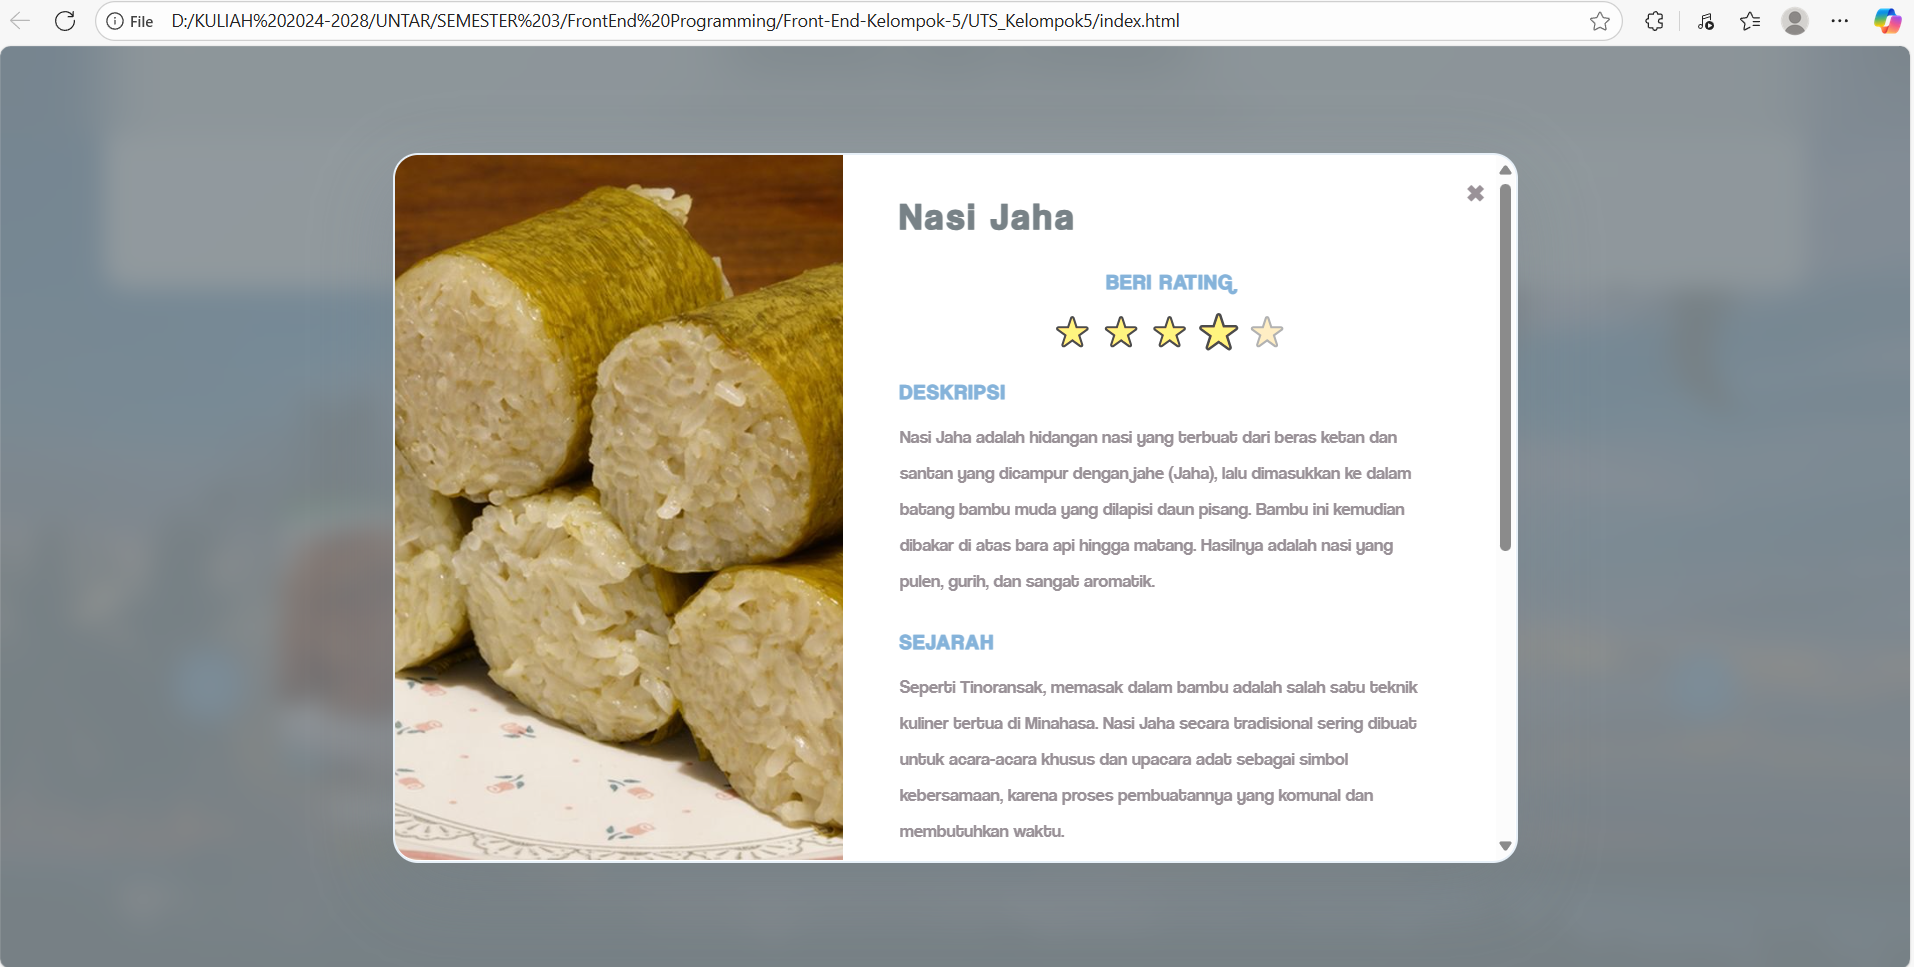 File
D:/KULIAH%202024-2028/UNTAR/SEMESTER%203/FrontEnd%20Programming/Front-End-Kelompok-5/UTS_Kelompok5/index.html
Nasi Jaha
BERI RATING
DESKRIPSI
Nasi Jaha adalah hidangan nasi yang terbuat dari beras ketan dan
santan yang dicampur dengan jahe (Jaha), lalu dimasukkan ke dalam
batang bambu muda yang dilapisi daun pisang. Bambu ini kemudian
dibakar di atas bara api hingga matang. Hasilnya adalah nasi yang
pulen, gurih, dan sangat aromatik.
SEJARAH
Seperti Tinoransak, memasak dalam bambu adalah salah satu teknik
kuliner tertua di Minahasa. Nasi Jaha secara tradisional sering dibuat
untuk acara-acara khusus dan upacara adat sebagai simbol
kebersamaan, karena proses pembuatannya yang komunal dan
membutuhkan waktu.